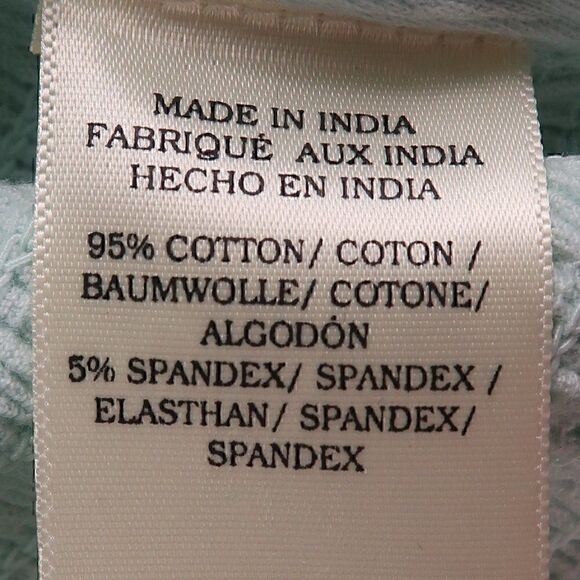 MADE IN INDIA
FABRIQUÉ AUX INDIA
HECHO EN INDIA
95% COTTON/ COTON /
BAUMWOLLE/ COTONE/
ALGODÓN
5% SPANDEX/ SPANDEX /
ELASTHAN/ SPANDEX/
SPANDEX